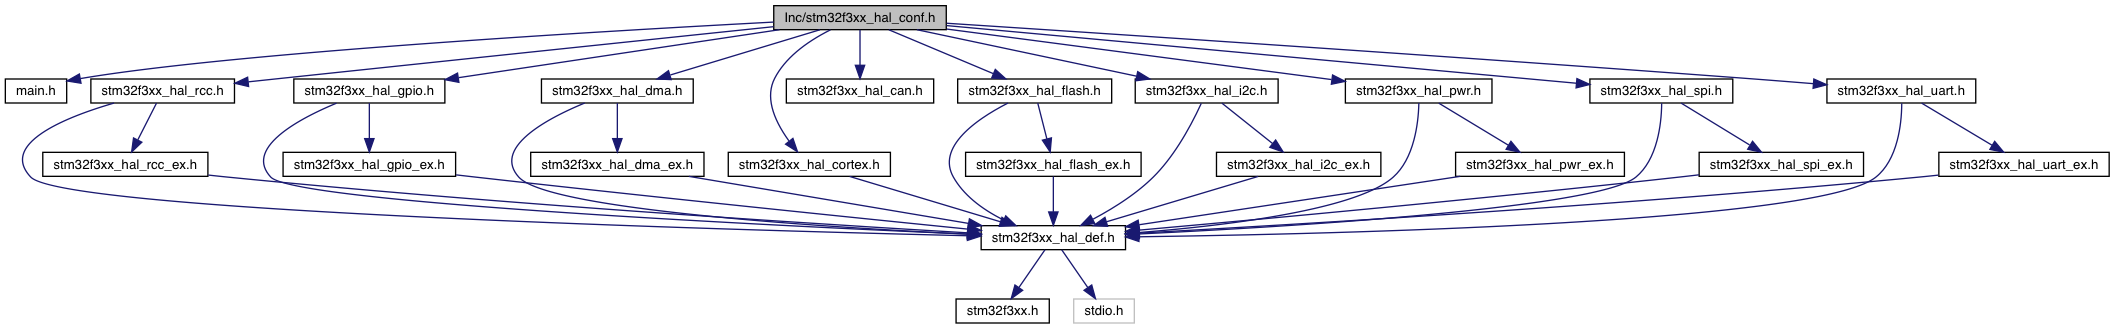 Inc/stm32f3xx_hal_conf.h
main.h
stm32f3xx_hal_rcc.h
stm32f3xx_hal_gpio.h
stm32f3xx_hal_dma.h
stm32f3xx_hal_can.h
stm32f3xx_hal_flash.h
stm32f3xx_hal_i2c.h
stm32f3xx_hal_pwr.h
stm32f3xx_hal_spi.h
stm32f3xx_hal_uart.h
stm32f3xx_hal_rcc_ex.h
stm32f3xx_hal_gpio_ex.h
stm32f3xx_hal_dma_ex.h
stm32f3xx_hal_cortex.h
stm32f3xx_hal_flash_ex.h
stm32f3xx_hal_i2c_ex.h
stm32f3xx_hal_pwr_ex.h
stm32f3xx_hal_spi_ex.h
stm32f3xx_hal_uart_ex.h
stm32f3xx_hal_def.h
stm32f3xx.h
stdio.h